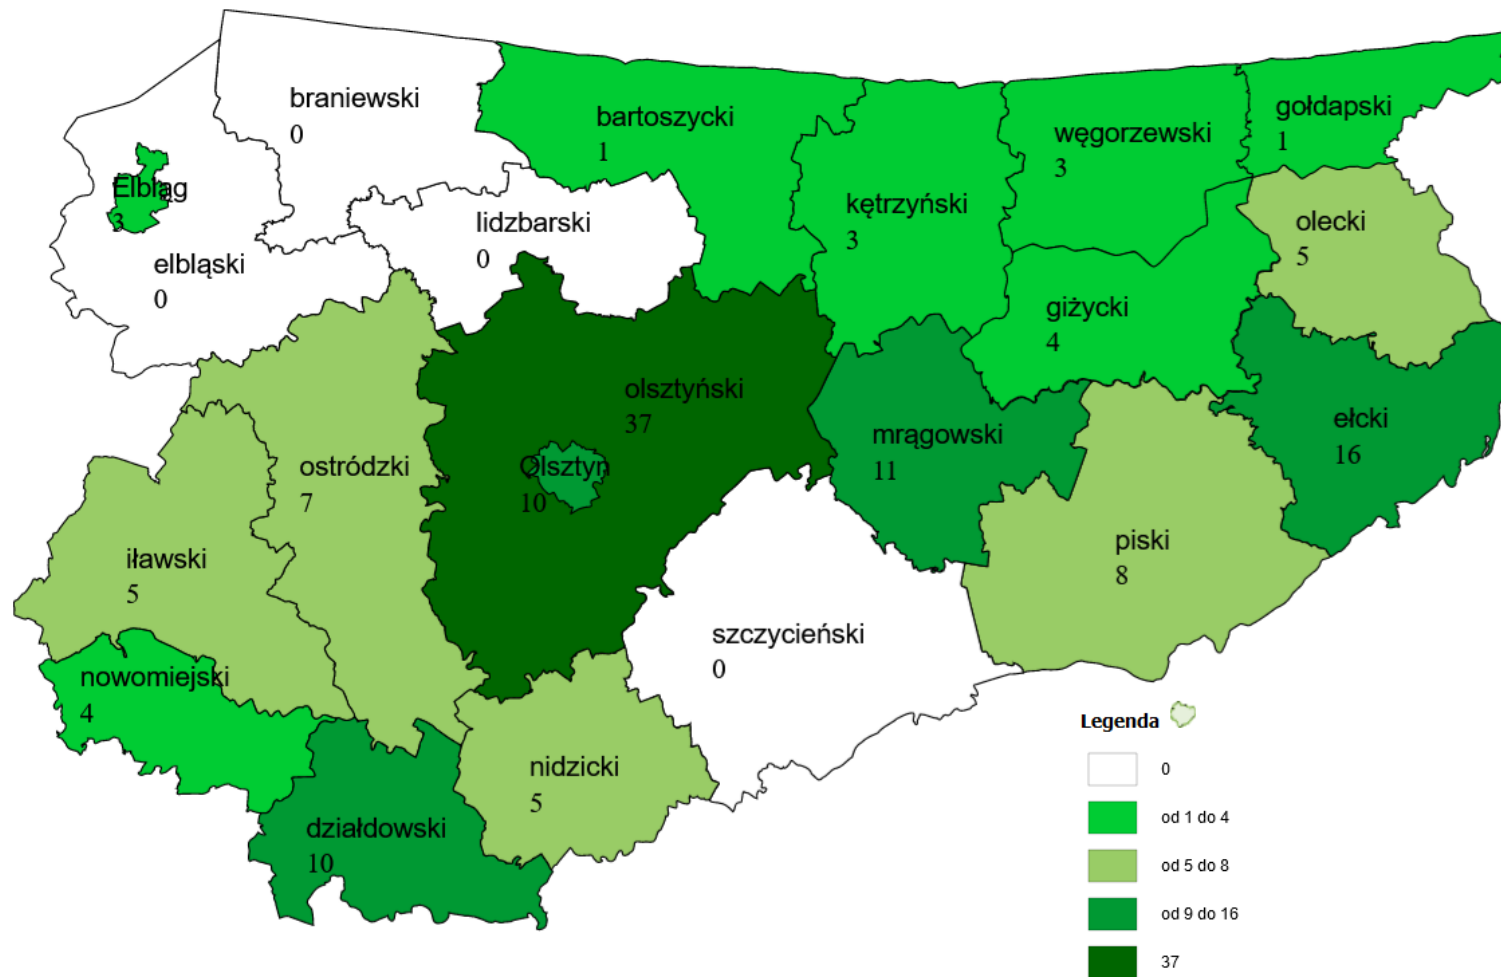 braniewski
0
bartoszycki
1
gołdapski
1
węgorzewski
3
Elbląg
3
kętrzyński
3
lidzbarski
0
olecki
5
elbląski
0
giżycki
4
olsztyński
37
ełcki
16
mrągowski
11
ostródzki
7
Olsztyn
10
piski
8
iławski
5
szczycieński
0
nowomiejski
4
nidzicki
5
działdowski
10
Legenda
0
od 1 do 4
od 5 do 8
od 9 do 16
37